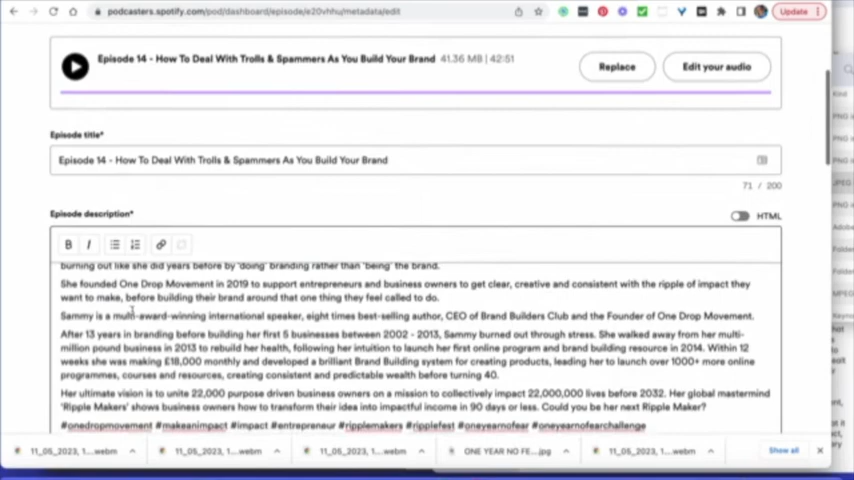 podcasters.spotify.com/pod/dashboard/episode/e20vhhu/metadata/edit
Update
Episode 14 - How To Deal With Trolls & Spammers As You Build Your Brand 41.36 MB | 42:51
Replace
Edit your audio
Episode title*
Episode 14 - How To Deal With Trolls & Spammers As You Build Your Brand
71 / 200
Episode description*
HTML
B I
burning out like she did years before by 'doing' branding rather than 'being' the brand.
She founded One Drop Movement in 2019 to support entrepreneurs and business owners to get clear, creative and consistent with the ripple of impact they
want to make, before building their brand around that one thing they feel called to do.
Sammy is a multi-award-winning international speaker, eight times best-selling author, CEO of Brand Builders Club and the Founder of One Drop Movement.
After 13 years in branding before building her first 5 businesses between 2002 - 2013, Sammy burned out through stress. She walked away from her multi-
million pound business in 2013 to rebuild her health, following her intuition to launch her first online program and brand building resource in 2014. Within 12
weeks she was making £18,000 monthly and developed a brilliant Brand Building system for creating products, leading her to launch over 1000+ more online
programmes, courses and resources, creating consistent and predictable wealth before turning 40.
Her ultimate vision is to unite 22,000 purpose driven business owners on a mission to collectively impact 22,000,000 lives before 2032. Her global mastermind
'Ripple Makers' shows business owners how to transform their idea into impactful income in 90 days or less. Could you be her next Ripple Maker?
#onedropmovement #makeanimpact #impact #entrepreneur #ripplemakers #ripplefest #oneyearnofear #oneyearnofearchallenge
11_05_2023, 1....webm
11_05_2023, 1....webm
11_05_2023, 1....webm
ONE YEAR NO FE....jpg
11_05_2023, 1....webm
Show all
Kind
PNG
PNG
PNG
JPEG
PNG
Adobe
Folder
Folder